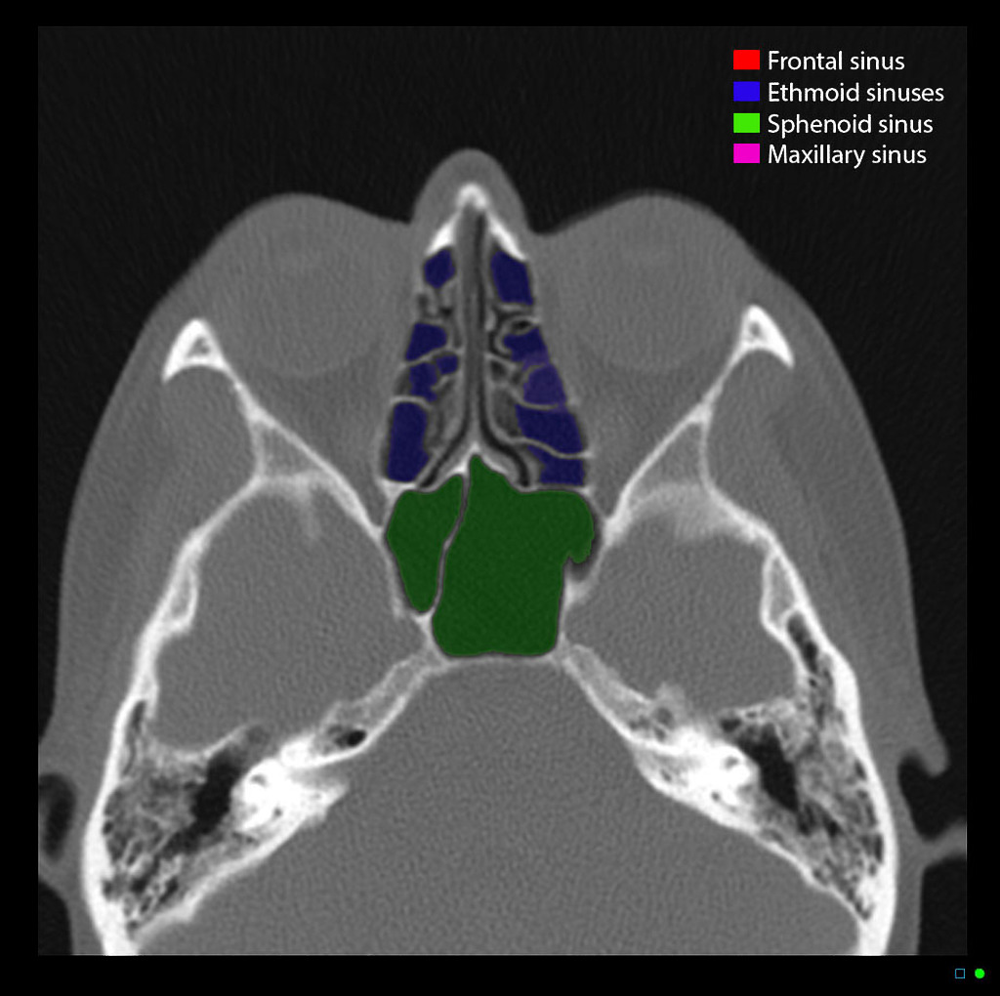 Frontal sinus
Ethmoid sinuses
Sphenoid sinus
Maxillary sinus